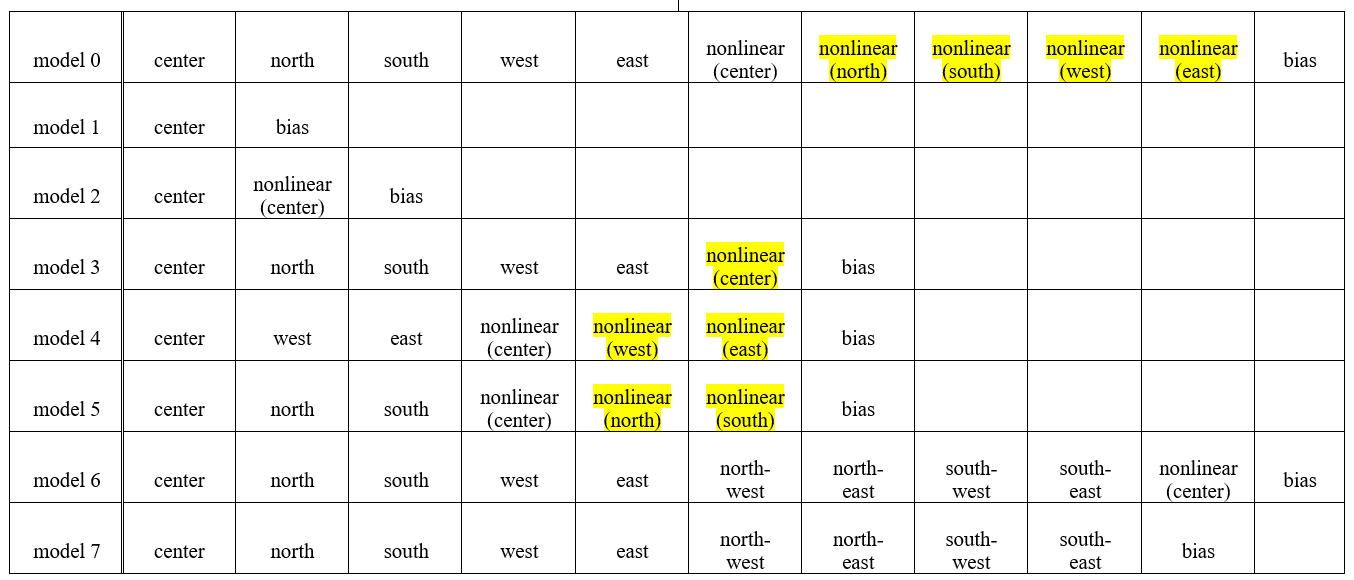 model 0 center north south west east nonlinear (center) nonlinear (north) nonlinear (south) nonlinear (west) nonlinear (east) bias
model 1 center bias
model 2 center nonlinear (center) bias
model 3 center north south west east nonlinear (center) bias
model 4 center west east nonlinear (center) nonlinear (west) nonlinear (east) bias
model 5 center north south nonlinear (center) nonlinear (north) nonlinear (south) bias
model 6 center north south west east north-west north-east south-west south-east nonlinear (center) bias
model 7 center north south west east north-west north-east south-west south-east bias